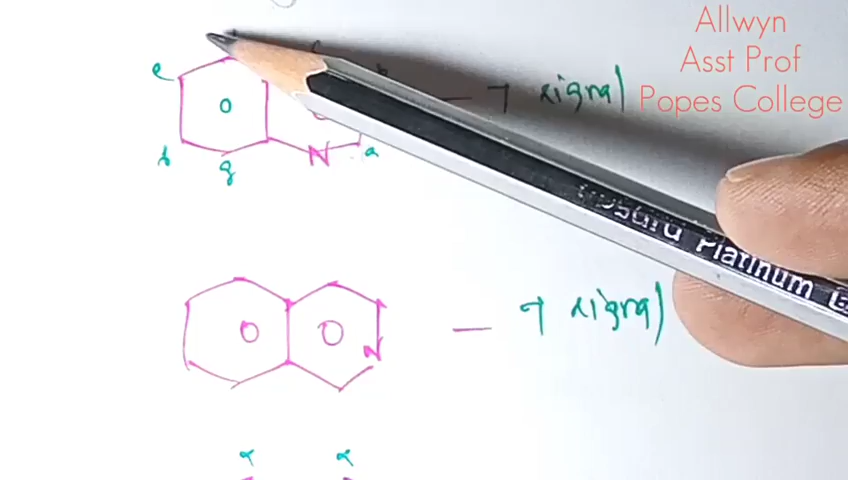 Allwyn
Asst Prof
Popes College
e
O
7 signal
N
a
g
Platinum
O
O
N
7 signal
α
α